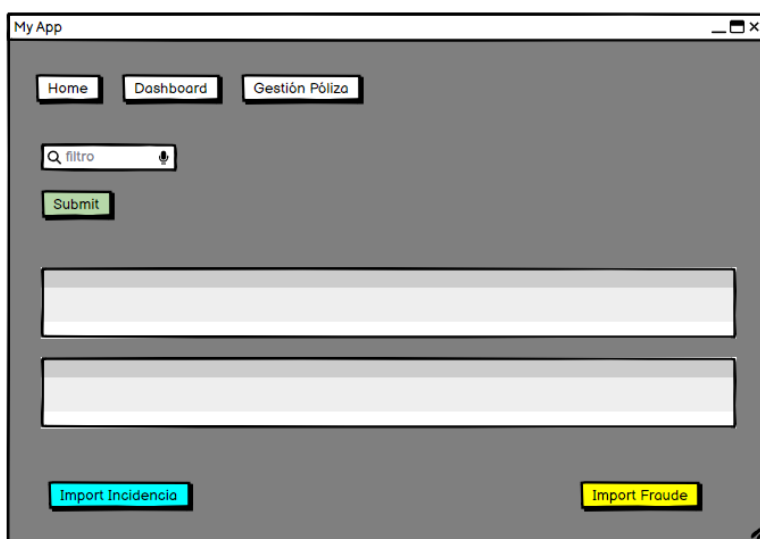 My App
Home Dashboard Gestión Póliza
filtro
Submit
Import Incidencia Import Fraude